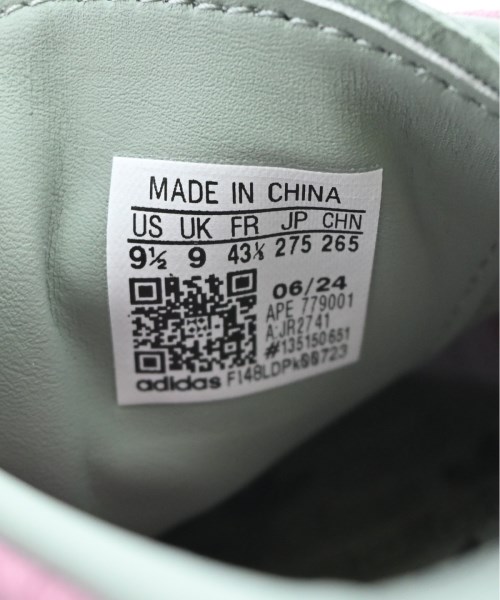 MADE IN CHINA
US UK FR JP CHN
9½ 9 43⅓ 275 265
06/24
APE 779001
A:JR2741
#135150651
adidas F148LDPk00723